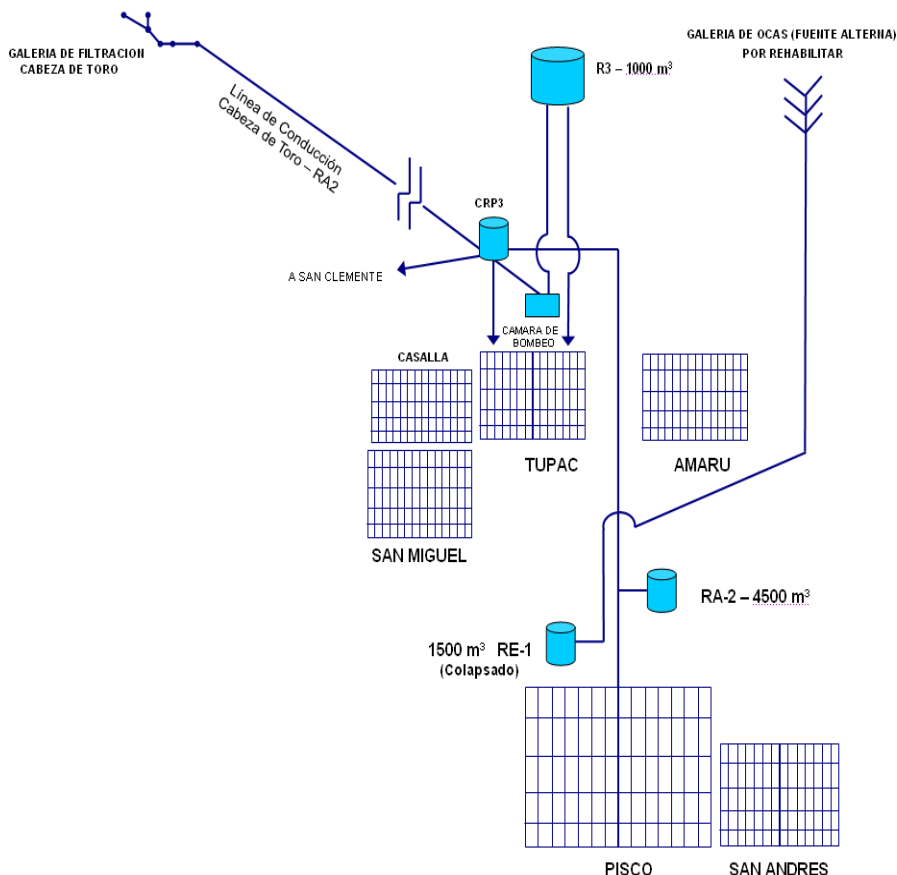 GALERIA DE FILTRACION
CABEZA DE TORO
Línea de Conducción
Cabeza de Toro – RA2
R3 – 1000 m³
GALERIA DE OCAS (FUENTE ALTERNA)
POR REHABILITAR
CRP3
A SAN CLEMENTE
CAMARA DE
BOMBEO
CASALLA
TUPAC
AMARU
SAN MIGUEL
RA-2 – 4500 m³
1500 m³ RE-1
(Colapsado)
PISCO
SAN ANDRES